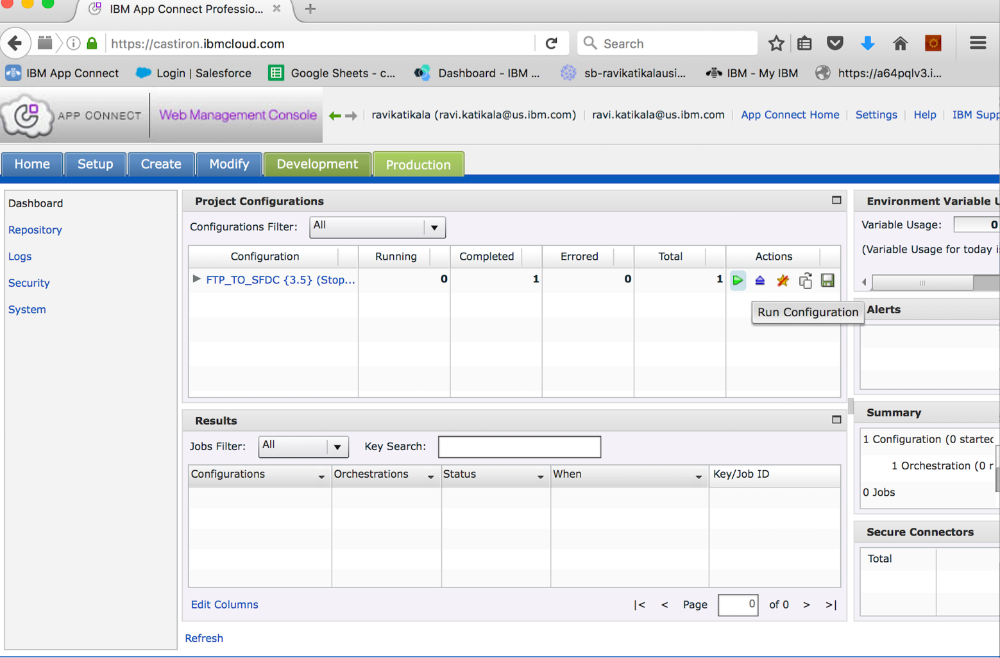 IBM App Connect Professio...
https://castiron.ibmcloud.com
Search
IBM App Connect
Login | Salesforce
Google Sheets - c...
Dashboard - IBM ...
sb-ravikatikalausi...
IBM - My IBM
https://a64pqlv3.i...
APP CONNECT
Web Management Console
ravikatikala (ravi.katikala@us.ibm.com)
ravi.katikala@us.ibm.com
App Connect Home
Settings
Help
IBM Supp
Home
Setup
Create
Modify
Development
Production
Dashboard
Repository
Logs
Security
System
Project Configurations
Configurations Filter: All
Configuration Running Completed Errored Total Actions
FTP_TO_SFDC {3.5} (Stop... 0 1 0 1
Run Configuration
Results
Jobs Filter: All Key Search:
Configurations Orchestrations Status When Key/Job ID
Edit Columns
|< < Page 0 of 0 > >|
Refresh
Environment Variable U
Variable Usage: 0
(Variable Usage for today i
Alerts
Summary
1 Configuration (0 started
1 Orchestration (0 r
0 Jobs
Secure Connectors
Total